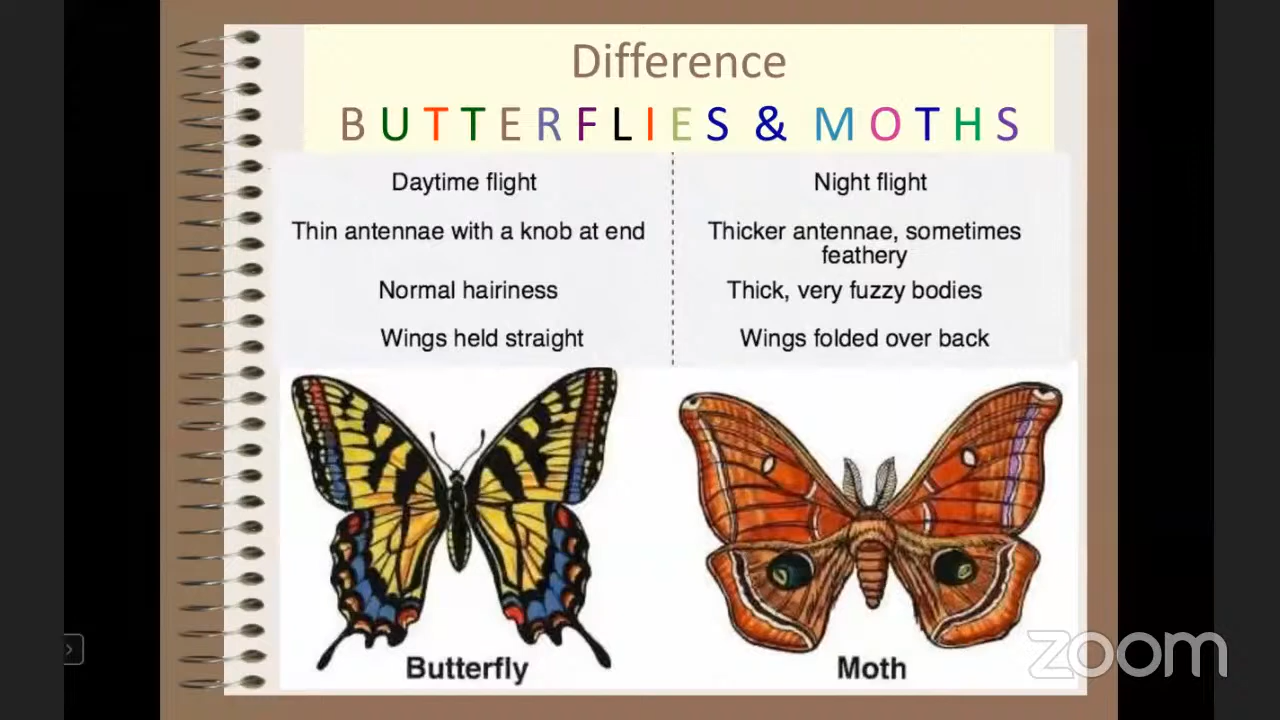 Difference
BUTTERFLIES & MOTHS
Daytime flight
Night flight
Thin antennae with a knob at end
Thicker antennae, sometimes
feathery
Normal hairiness
Thick, very fuzzy bodies
Wings held straight
Wings folded over back
Butterfly
Moth
zoom